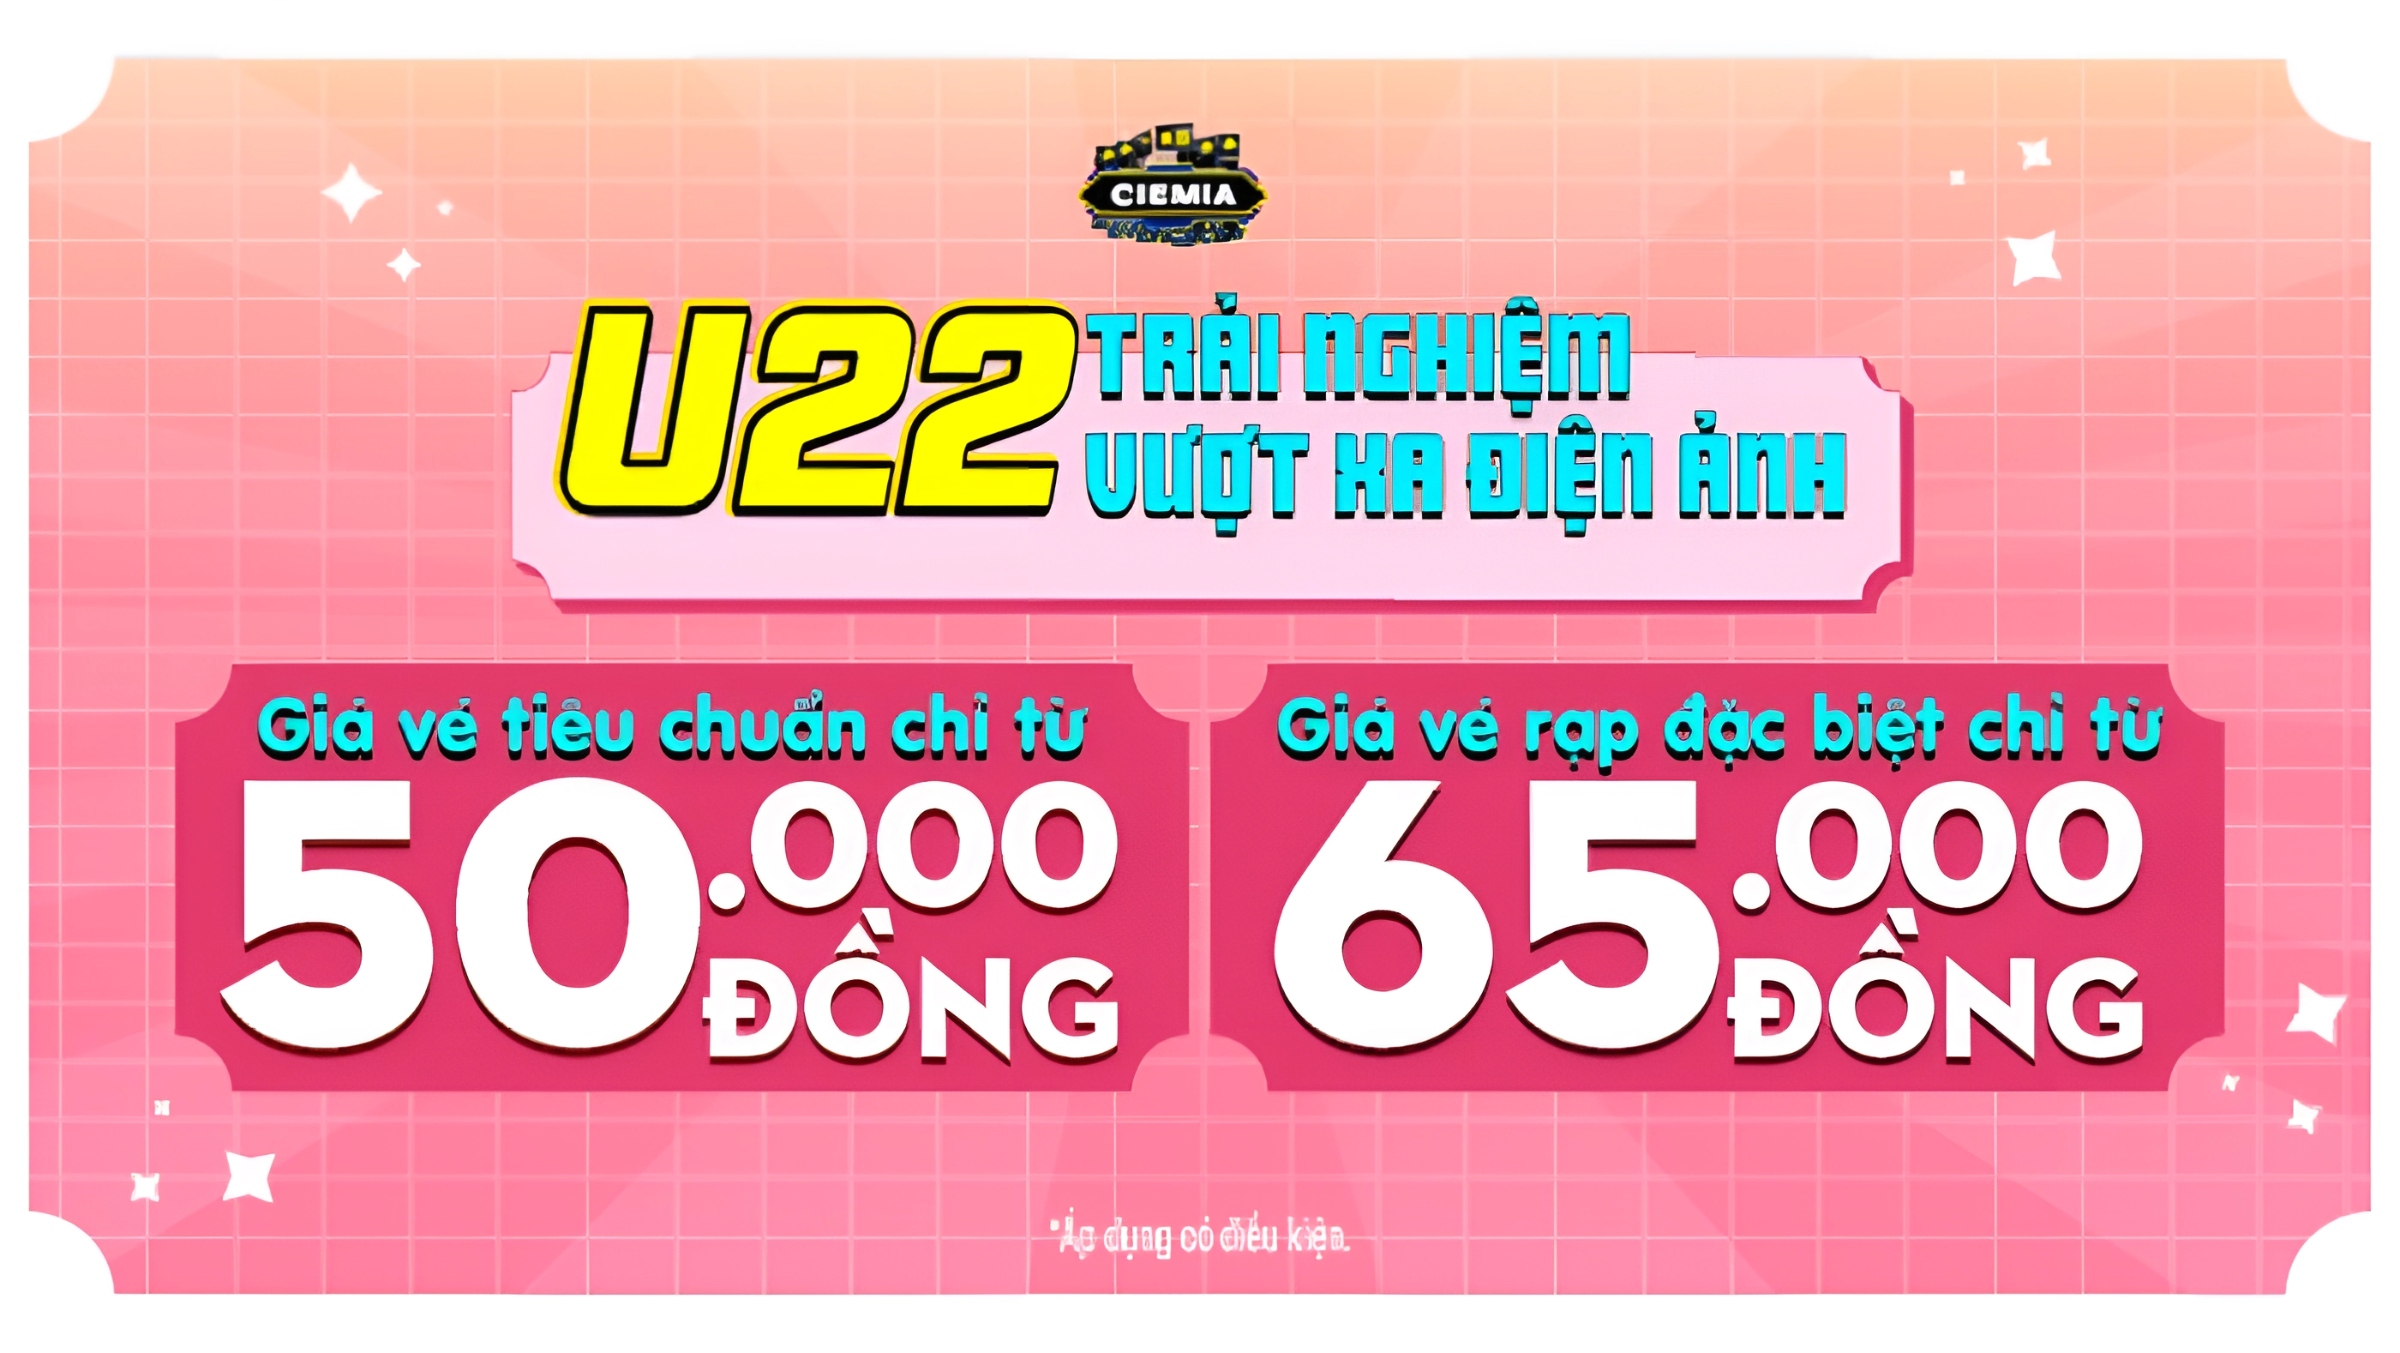 CIEMIA
U22 TRẢI NGHIỆM
VƯỢT XA ĐIỆN ẢNH
Giá vé tiêu chuẩn chỉ từ
50.000
ĐỒNG
Giá vé rạp đặc biệt chỉ từ
65.000
ĐỒNG
*Áp dụng có điều kiện.